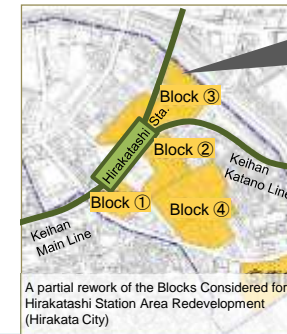 Block ③
Hirakatashi Sta.
Block ②
Keihan
Katano Line
Block ①
Block ④
Keihan
Main Line
A partial rework of the Blocks Considered for
Hirakatashi Station Area Redevelopment
(Hirakata City)